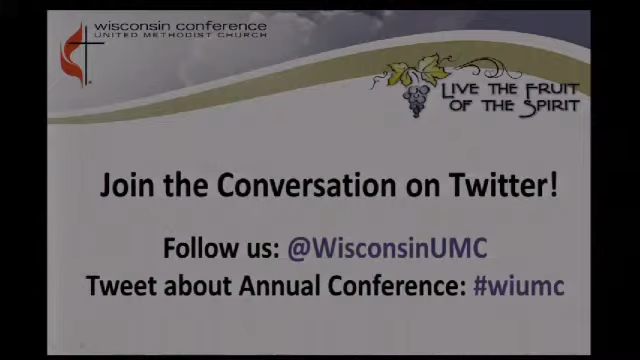 wisconsin conference
UNITED METHODIST CHURCH
LIVE THE FRUIT
OF THE SPIRIT
Join the Conversation on Twitter!
Follow us: @WisconsinUMC
Tweet about Annual Conference: #wiumc